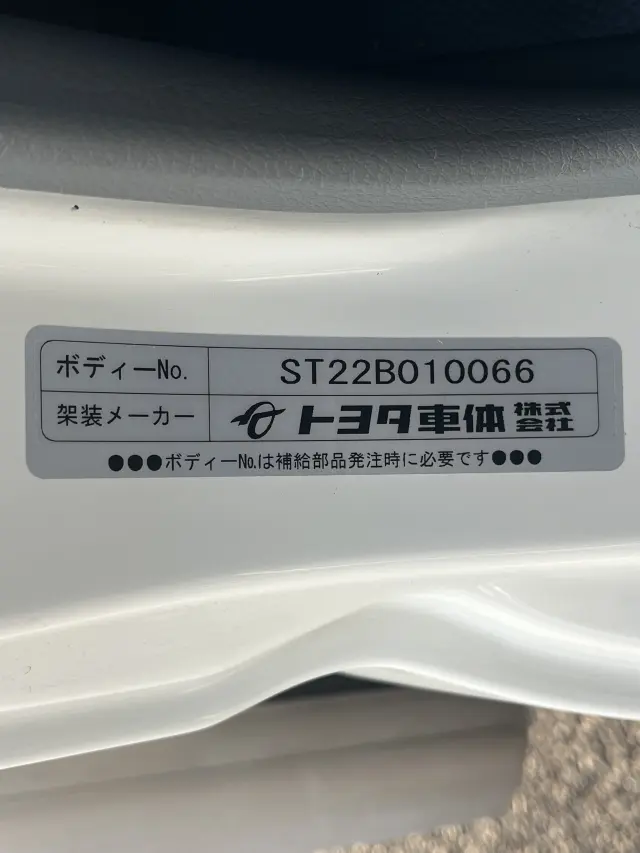 ボディーNo. ST22B010066
架装メーカー トヨタ車体 株式会社
●●●ボディーNo.は補給部品発注時に必要です●●●